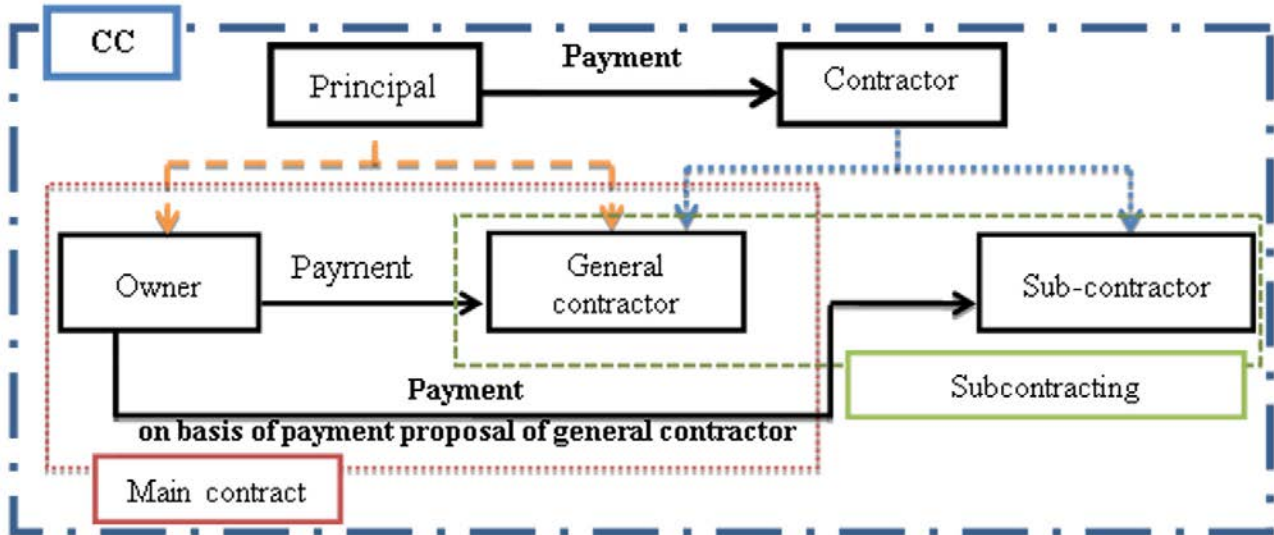 CC
Principal
Payment
Contractor
Owner
Payment
General
contractor
Sub-contractor
Payment
on basis of payment proposal of general contractor
Subcontracting
Main contract